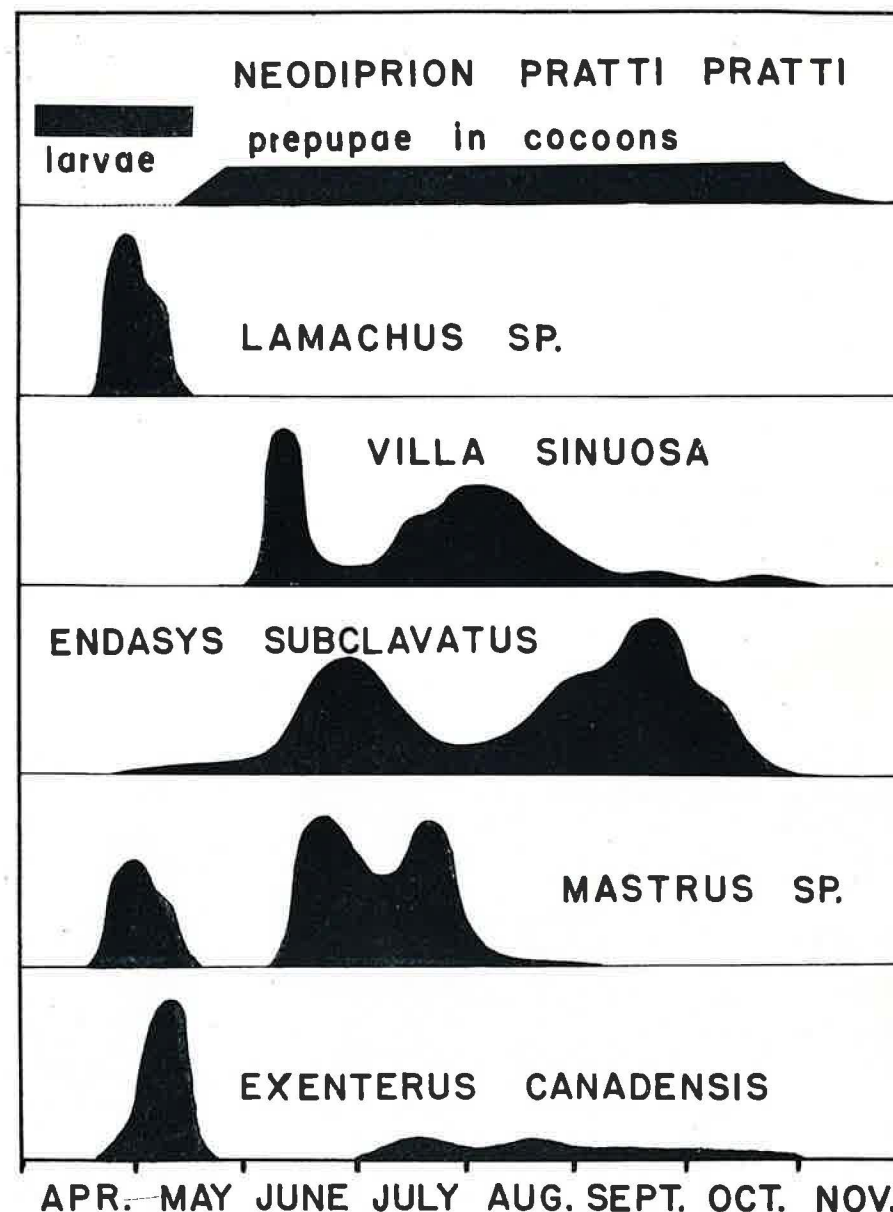 NEODIPRION PRATTI PRATTI
prepupae in cocoons
larvae
LAMACHUS SP.
VILLA SINUOSA
ENDASYS SUBCLAVATUS
MASTRUS SP.
EXENTERUS CANADENSIS
APR. MAY JUNE JULY AUG. SEPT. OCT. NOV.